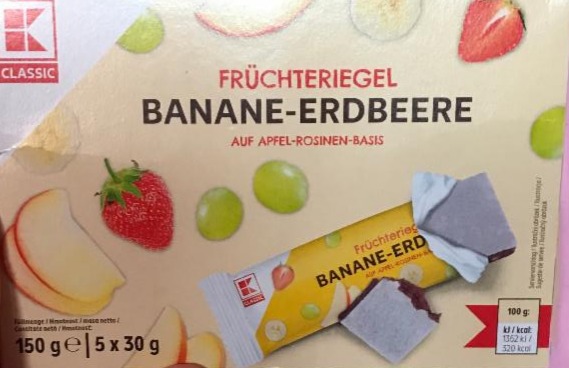 K
CLASSIC
FRÜCHTERIEGEL
BANANE-ERDBEERE
AUF APFEL-ROSINEN-BASIS
Früchterieg
BANANE-ERD
AUF APFEL-ROSINEN-BA
K
CLASSIC
150 g e | 5 x 30 g
100 g:
kJ / kcal:
1362 kJ /
320 kcal